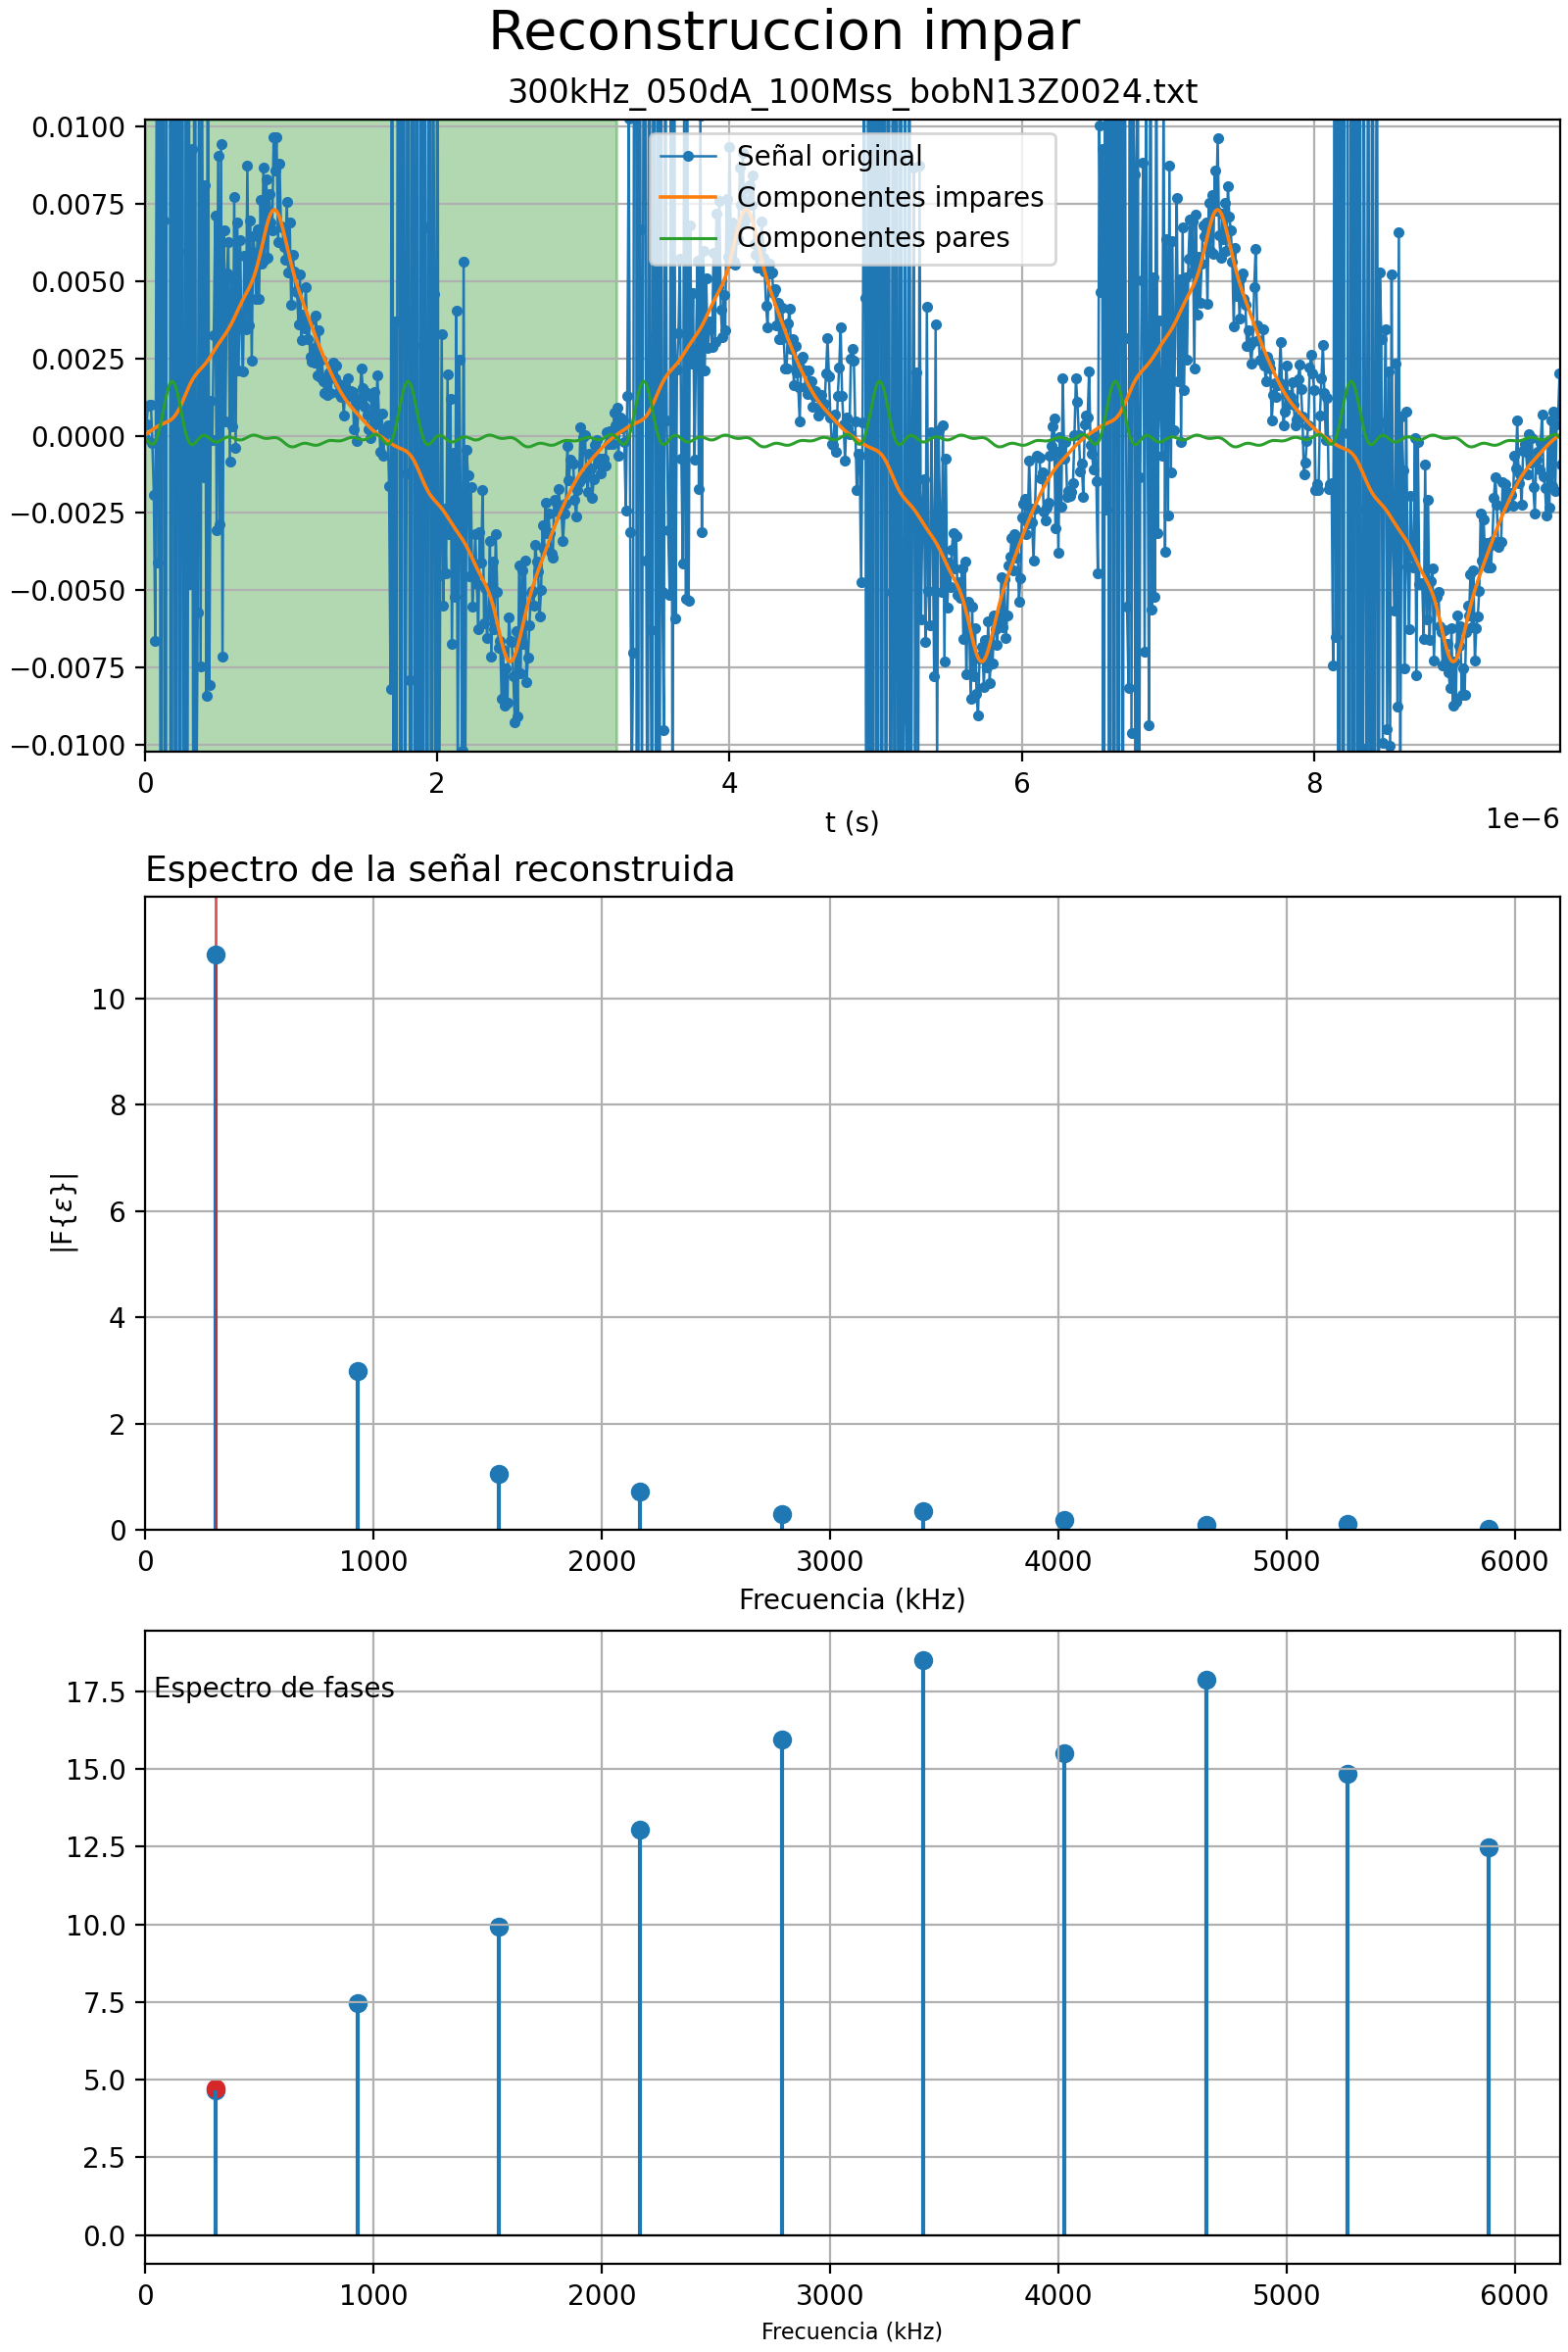 Reconstruccion impar
300kHz_050dA_100Mss_bobN13Z0024.txt
0.0100
0.0075
0.0050
0.0025
0.0000
−0.0025
−0.0050
−0.0075
−0.0100
Señal original
Componentes impares
Componentes pares
0 2 4 6 8
1e−6
t (s)
Espectro de la señal reconstruida
10
8
6
4
2
0
|F{ε}|
0 1000 2000 3000 4000 5000 6000
Frecuencia (kHz)
Espectro de fases
17.5
15.0
12.5
10.0
7.5
5.0
2.5
0.0
0 1000 2000 3000 4000 5000 6000
Frecuencia (kHz)